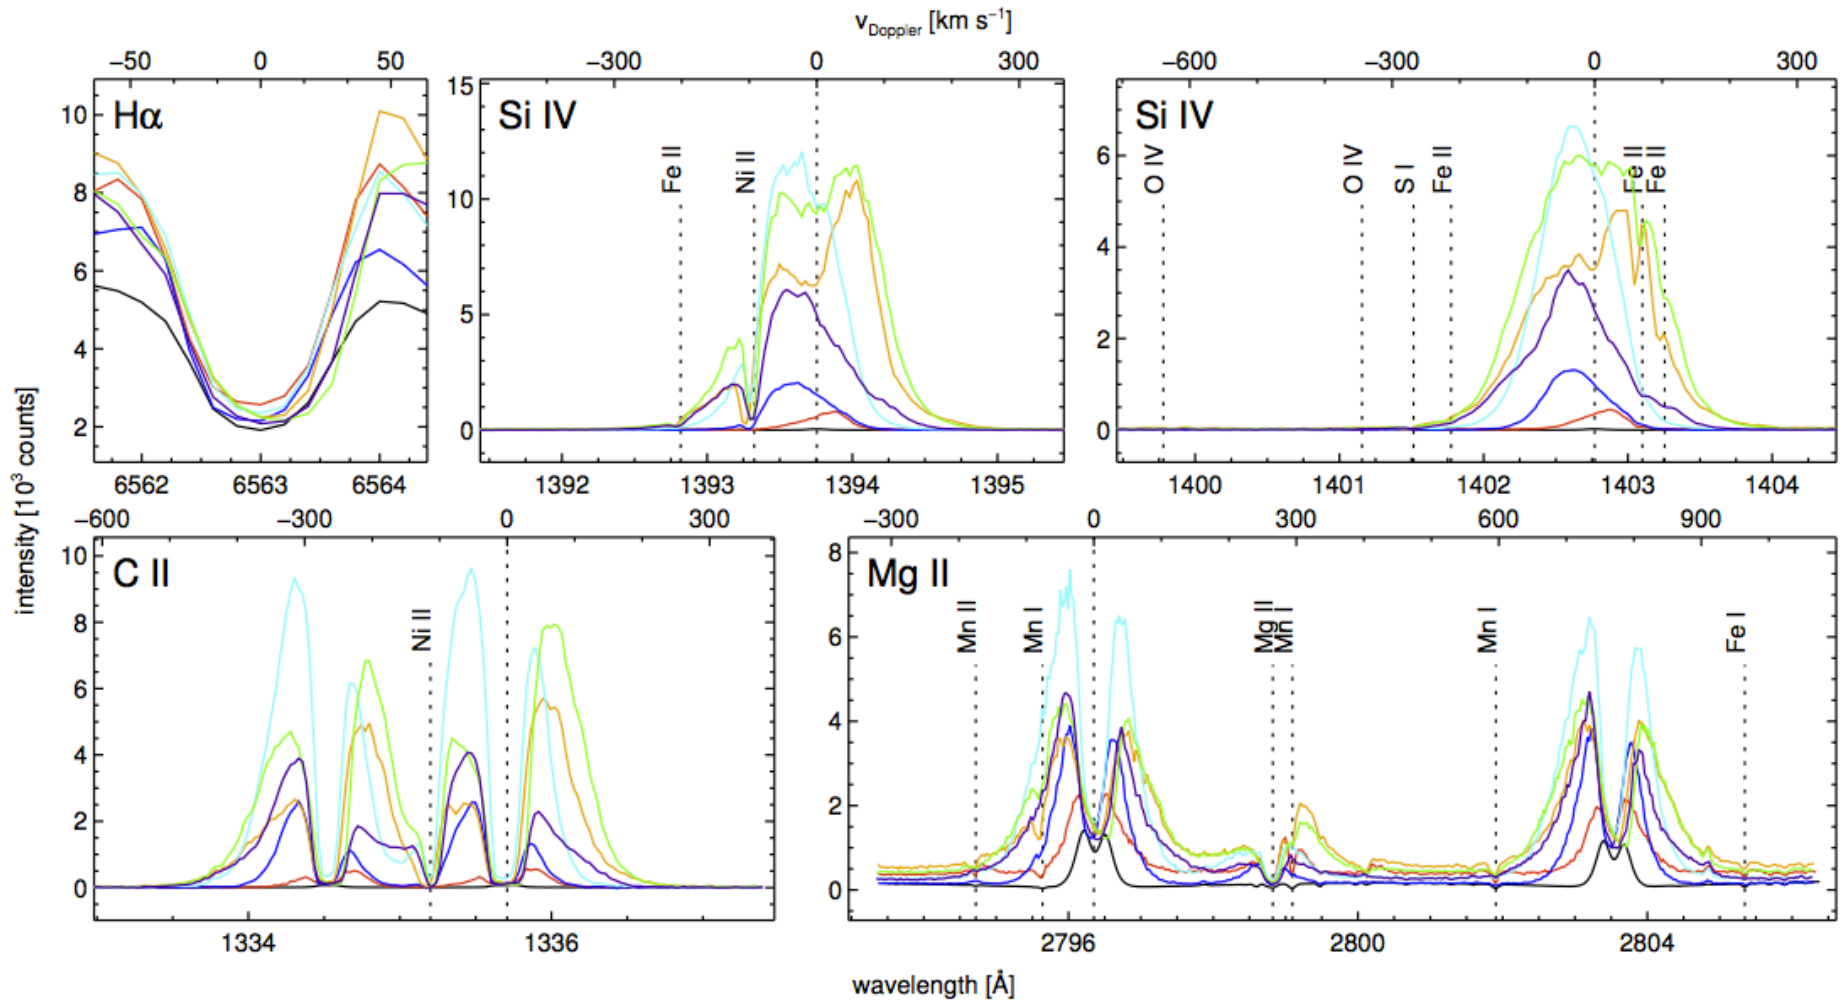 v_Doppler [km s⁻¹]
−50 0 50
−300 0 300
−600 −300 0 300
Hα
Si IV
Si IV
Fe II
Ni II
O IV
O IV
S I
Fe II
Fe II
Fe II
10
8
6
4
2
15
10
5
0
6
4
2
0
6562 6563 6564
1392 1393 1394 1395
1400 1401 1402 1403 1404
intensity [10³ counts]
−600 −300 0 300
−300 0 300 600 900
C II
Mg II
Ni II
Mn II
Mn I
Mg II
Mn I
Mn I
Fe I
10
8
6
4
2
0
8
6
4
2
0
1334 1336
2796 2800 2804
wavelength [Å]